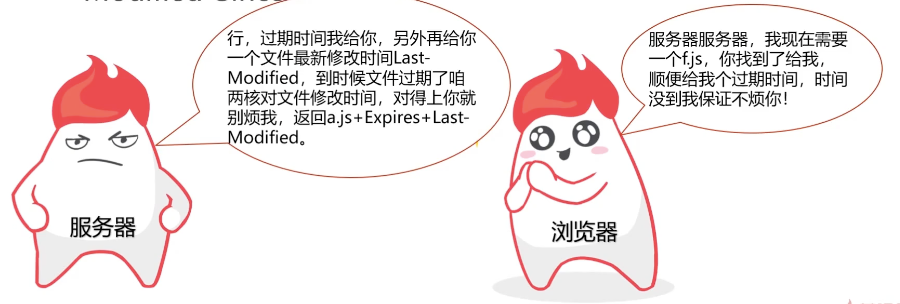 行，过期时间我给你，另外再给你
一个文件最新修改时间Last-
Modified，到时候文件过期了咱
两核对文件修改时间，对得上你就
别烦我，返回a.js+Expires+Last-
Modified。
服务器服务器，我现在需要
一个f.js，你找到了给我，
顺便给我个过期时间，时间
没到我保证不烦你！
服务器
浏览器